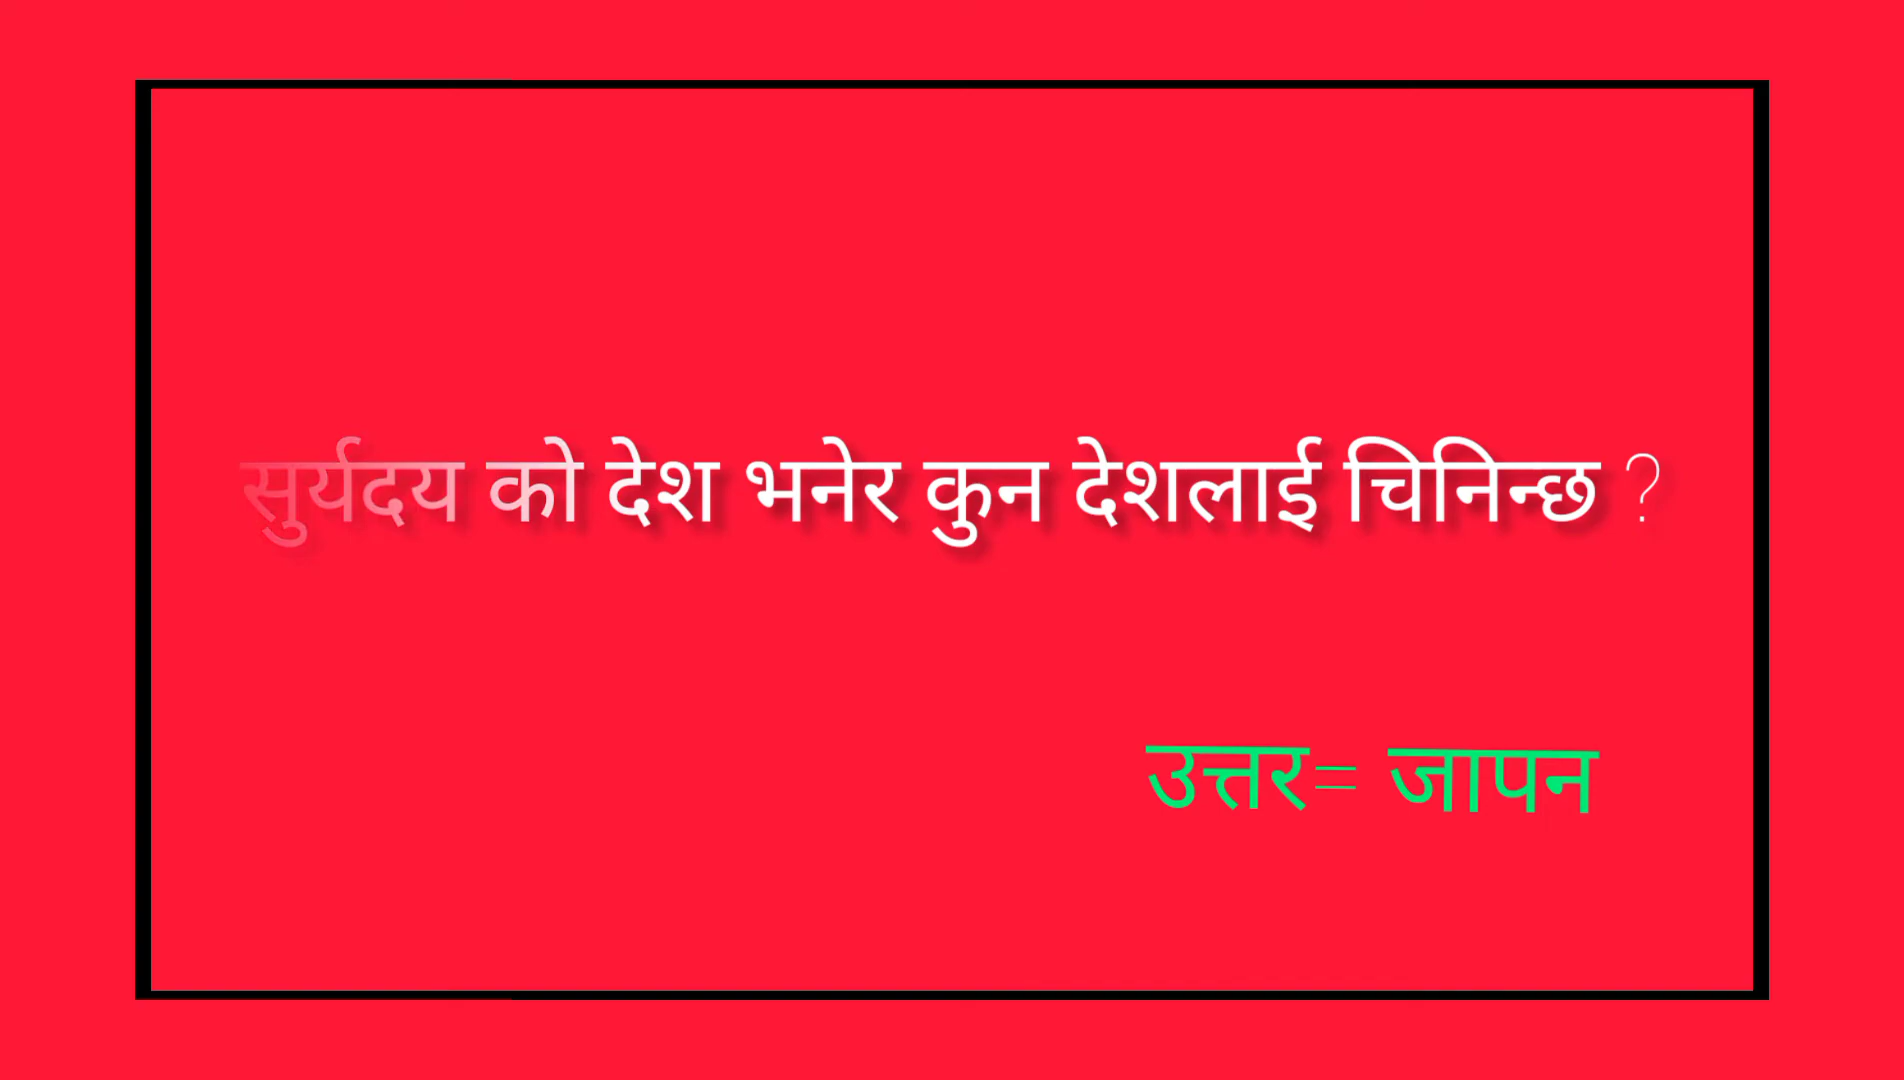 सुर्यदय को देश भनेर कुन देशलाई चिनिन्छ ?
उत्तर= जापन